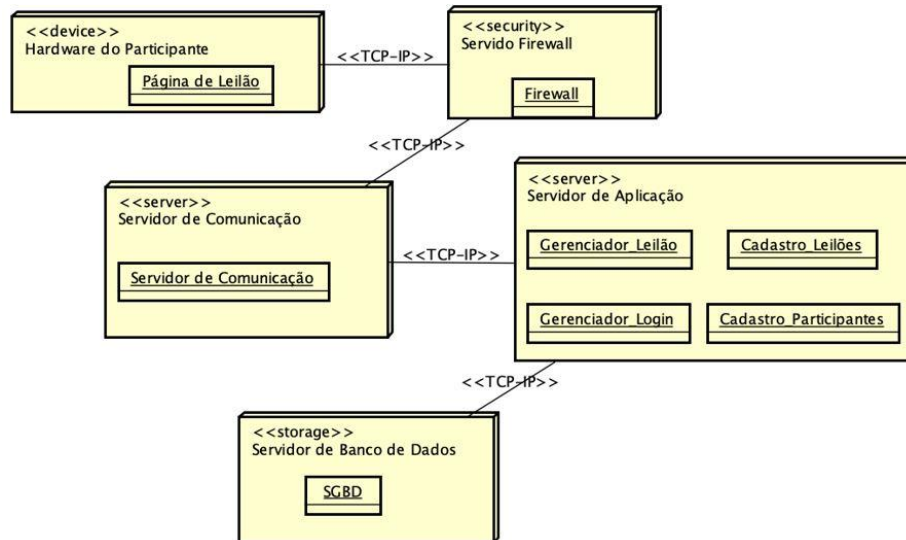 <<device>>
Hardware do Participante
Página de Leilão
<<TCP-IP>>
<<security>>
Servido Firewall
Firewall
<<TCP-IP>>
<<server>>
Servidor de Comunicação
Servidor de Comunicação
<<TCP-IP>>
<<server>>
Servidor de Aplicação
Gerenciador_Leilão
Cadastro_Leilões
Gerenciador_Login
Cadastro_Participantes
<<TCP-IP>>
<<storage>>
Servidor de Banco de Dados
SGBD